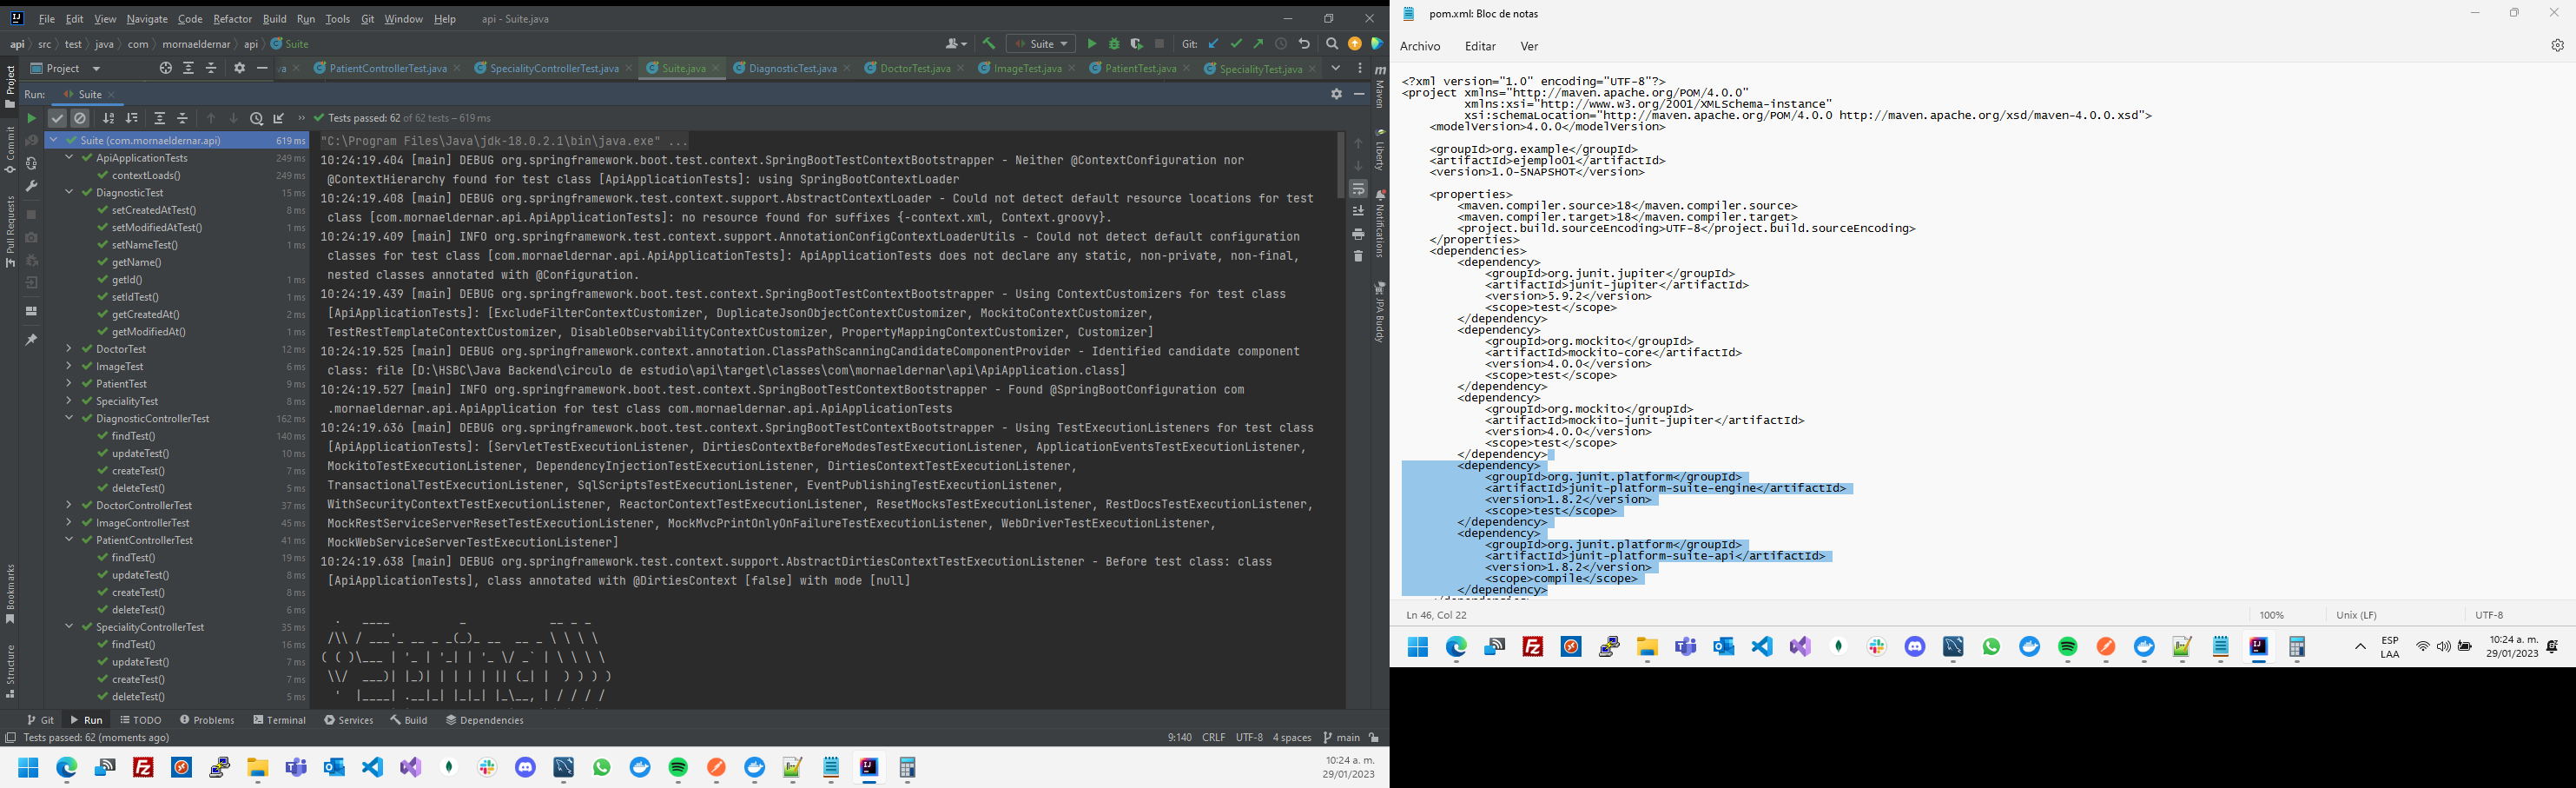 File Edit View Navigate Code Refactor Build Run Tools Git Window Help api - Suite.java
api src test java com mornaeldernar api Suite
Suite Git:
Project va PatientControllerTest.java SpecialityControllerTest.java Suite.java DiagnosticTest.java DoctorTest.java ImageTest.java PatientTest.java SpecialityTest.java
Run: Suite
Tests passed: 62 of 62 tests – 619 ms
Suite (com.mornaeldernar.api) 619 ms
ApiApplicationTests 249 ms
contextLoads() 249 ms
DiagnosticTest 15 ms
setCreatedAtTest() 8 ms
setModifiedAtTest() 1 ms
setNameTest() 1 ms
getName()
getId() 1 ms
setIdTest() 1 ms
getCreatedAt() 2 ms
getModifiedAt() 1 ms
DoctorTest 12 ms
ImageTest 6 ms
PatientTest 9 ms
SpecialityTest 8 ms
DiagnosticControllerTest 162 ms
findTest() 140 ms
updateTest() 10 ms
createTest() 7 ms
deleteTest() 5 ms
DoctorControllerTest 37 ms
ImageControllerTest 45 ms
PatientControllerTest 41 ms
findTest() 19 ms
updateTest() 8 ms
createTest() 8 ms
deleteTest() 6 ms
SpecialityControllerTest 35 ms
findTest() 16 ms
updateTest() 7 ms
createTest() 7 ms
deleteTest() 5 ms
"C:\Program Files\Java\jdk-18.0.2.1\bin\java.exe" ...
10:24:19.404 [main] DEBUG org.springframework.boot.test.context.SpringBootTestContextBootstrapper - Neither @ContextConfiguration nor
@ContextHierarchy found for test class [ApiApplicationTests]: using SpringBootContextLoader
10:24:19.408 [main] DEBUG org.springframework.test.context.support.AbstractContextLoader - Could not detect default resource locations for test
class [com.mornaeldernar.api.ApiApplicationTests]: no resource found for suffixes {-context.xml, Context.groovy}.
10:24:19.409 [main] INFO org.springframework.test.context.support.AnnotationConfigContextLoaderUtils - Could not detect default configuration
classes for test class [com.mornaeldernar.api.ApiApplicationTests]: ApiApplicationTests does not declare any static, non-private, non-final,
nested classes annotated with @Configuration.
10:24:19.439 [main] DEBUG org.springframework.boot.test.context.SpringBootTestContextBootstrapper - Using ContextCustomizers for test class
[ApiApplicationTests]: [ExcludeFilterContextCustomizer, DuplicateJsonObjectContextCustomizer, MockitoContextCustomizer,
TestRestTemplateContextCustomizer, DisableObservabilityContextCustomizer, PropertyMappingContextCustomizer, Customizer]
10:24:19.525 [main] DEBUG org.springframework.context.annotation.ClassPathScanningCandidateComponentProvider - Identified candidate component
class: file [D:\HSBC\Java Backend\circulo de estudio\api\target\classes\com\mornaeldernar\api\ApiApplication.class]
10:24:19.527 [main] INFO org.springframework.boot.test.context.SpringBootTestContextBootstrapper - Found @SpringBootConfiguration com
.mornaeldernar.api.ApiApplication for test class com.mornaeldernar.api.ApiApplicationTests
10:24:19.636 [main] DEBUG org.springframework.boot.test.context.SpringBootTestContextBootstrapper - Using TestExecutionListeners for test class
[ApiApplicationTests]: [ServletTestExecutionListener, DirtiesContextBeforeModesTestExecutionListener, ApplicationEventsTestExecutionListener,
MockitoTestExecutionListener, DependencyInjectionTestExecutionListener, DirtiesContextTestExecutionListener,
TransactionalTestExecutionListener, SqlScriptsTestExecutionListener, EventPublishingTestExecutionListener,
WithSecurityContextTestExecutionListener, ReactorContextTestExecutionListener, ResetMocksTestExecutionListener, RestDocsTestExecutionListener,
MockRestServiceServerResetTestExecutionListener, MockMvcPrintOnlyOnFailureTestExecutionListener, WebDriverTestExecutionListener,
MockWebServiceServerTestExecutionListener]
10:24:19.638 [main] DEBUG org.springframework.test.context.support.AbstractDirtiesContextTestExecutionListener - Before test class: class
[ApiApplicationTests], class annotated with @DirtiesContext [false] with mode [null]
Project
Commit
Pull Requests
Bookmarks
Structure
Maven
Liberty
Notifications
JPA Buddy
Git Run TODO Problems Terminal Services Build Dependencies
Tests passed: 62 (moments ago) 9:140 CRLF UTF-8 4 spaces main
10:24 a. m.
29/01/2023
pom.xml: Bloc de notas
Archivo Editar Ver
<?xml version="1.0" encoding="UTF-8"?>
<project xmlns="http://maven.apache.org/POM/4.0.0"
xmlns:xsi="http://www.w3.org/2001/XMLSchema-instance"
xsi:schemaLocation="http://maven.apache.org/POM/4.0.0 http://maven.apache.org/xsd/maven-4.0.0.xsd">
<modelVersion>4.0.0</modelVersion>
<groupId>org.example</groupId>
<artifactId>ejemplo01</artifactId>
<version>1.0-SNAPSHOT</version>
<properties>
<maven.compiler.source>18</maven.compiler.source>
<maven.compiler.target>18</maven.compiler.target>
<project.build.sourceEncoding>UTF-8</project.build.sourceEncoding>
</properties>
<dependencies>
<dependency>
<groupId>org.junit.jupiter</groupId>
<artifactId>junit-jupiter</artifactId>
<version>5.9.2</version>
<scope>test</scope>
</dependency>
<dependency>
<groupId>org.mockito</groupId>
<artifactId>mockito-core</artifactId>
<version>4.0.0</version>
<scope>test</scope>
</dependency>
<dependency>
<groupId>org.mockito</groupId>
<artifactId>mockito-junit-jupiter</artifactId>
<version>4.0.0</version>
<scope>test</scope>
</dependency>
<dependency>
<groupId>org.junit.platform</groupId>
<artifactId>junit-platform-suite-engine</artifactId>
<version>1.8.2</version>
<scope>test</scope>
</dependency>
<dependency>
<groupId>org.junit.platform</groupId>
<artifactId>junit-platform-suite-api</artifactId>
<version>1.8.2</version>
<scope>compile</scope>
</dependency>
Ln 46, Col 22 100% Unix (LF) UTF-8
ESP
LAA
10:24 a. m.
29/01/2023